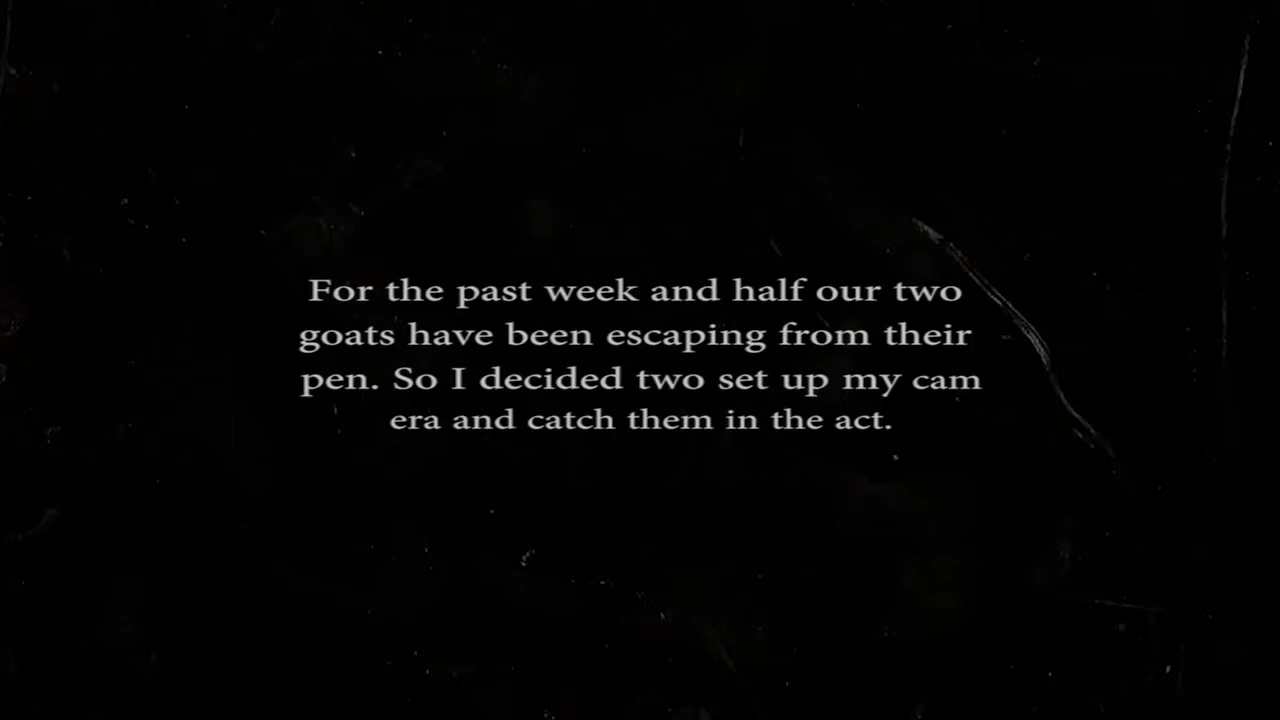 For the past week and half our two
goats have been escaping from their
pen. So I decided two set up my cam
era and catch them in the act.